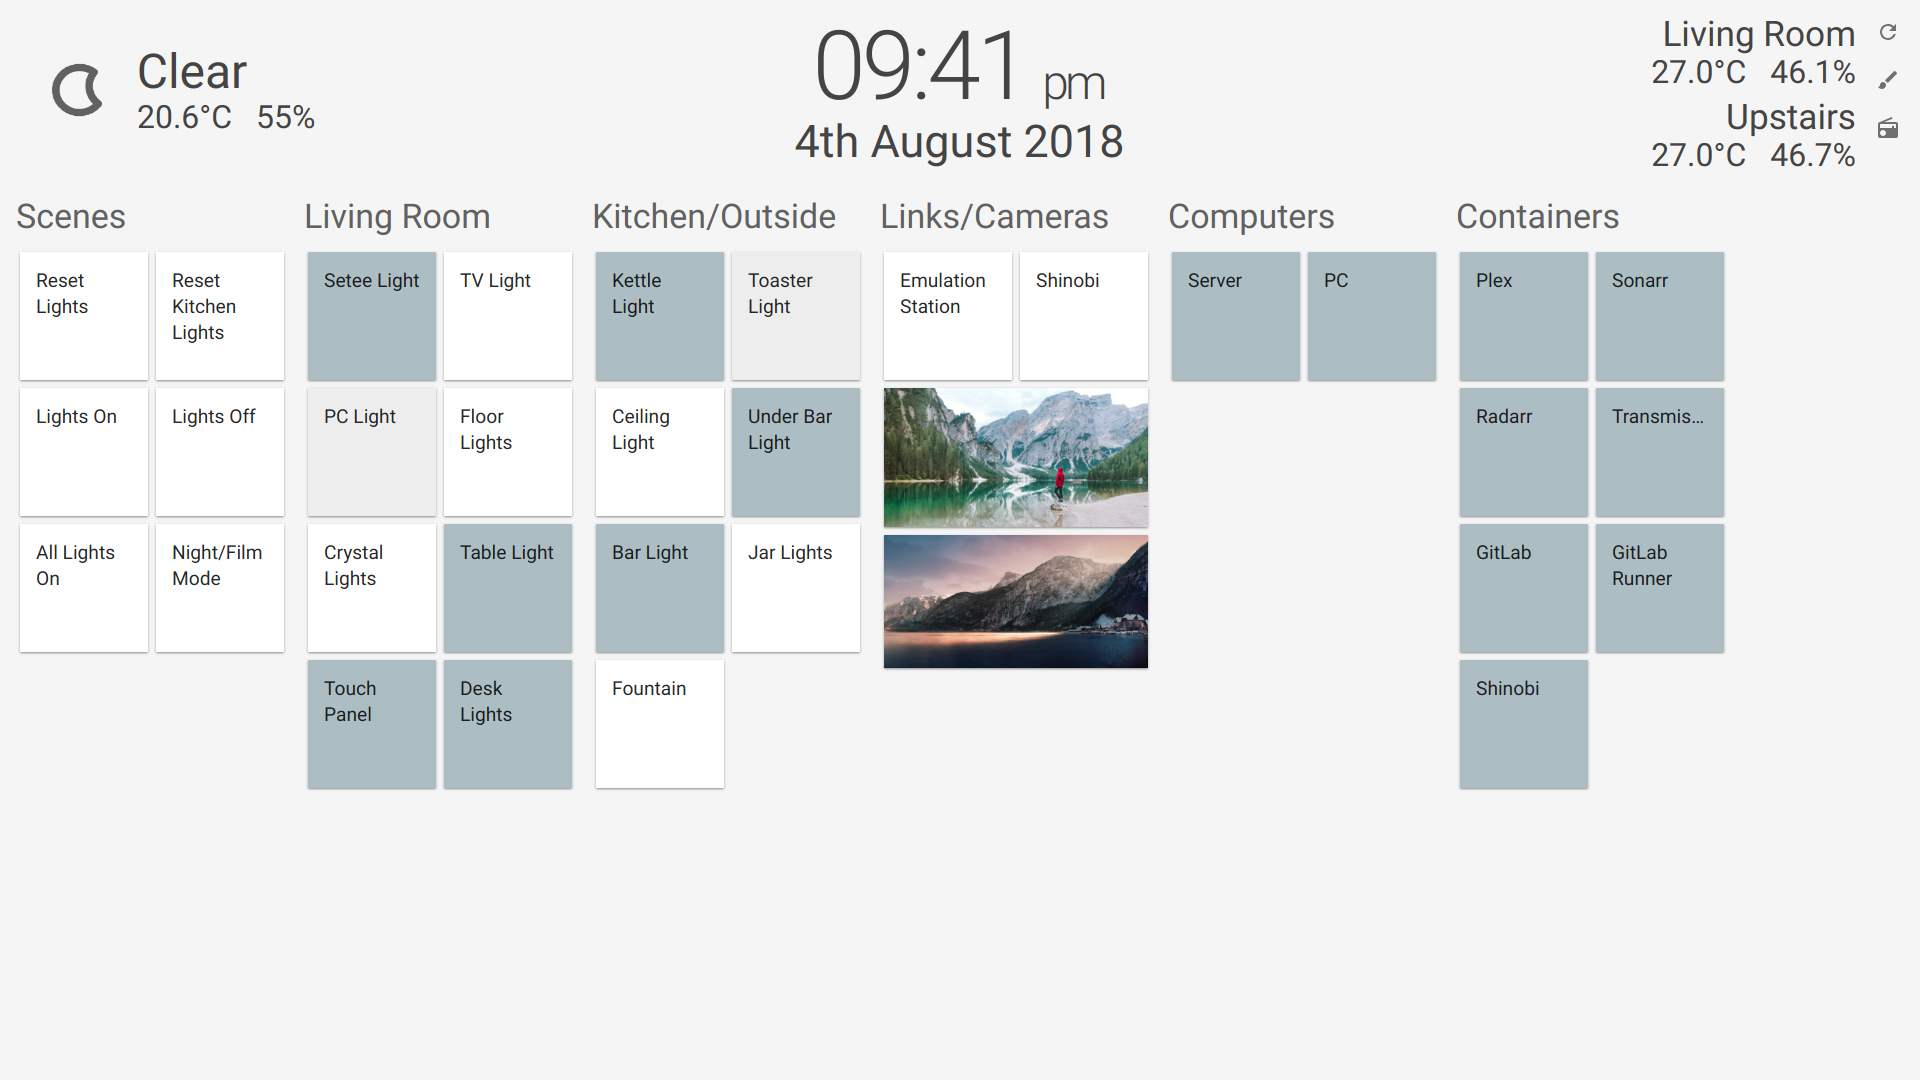 Clear
20.6°C 55%
09:41 pm
4th August 2018
Living Room
27.0°C 46.1%
Upstairs
27.0°C 46.7%
Scenes
Reset
Lights
Reset
Kitchen
Lights
Lights On
Lights Off
All Lights
On
Night/Film
Mode
Living Room
Setee Light
TV Light
PC Light
Floor
Lights
Crystal
Lights
Table Light
Touch
Panel
Desk
Lights
Kitchen/Outside
Kettle
Light
Toaster
Light
Ceiling
Light
Under Bar
Light
Bar Light
Jar Lights
Fountain
Links/Cameras
Emulation
Station
Shinobi
Computers
Server
PC
Containers
Plex
Sonarr
Radarr
Transmis...
GitLab
GitLab
Runner
Shinobi